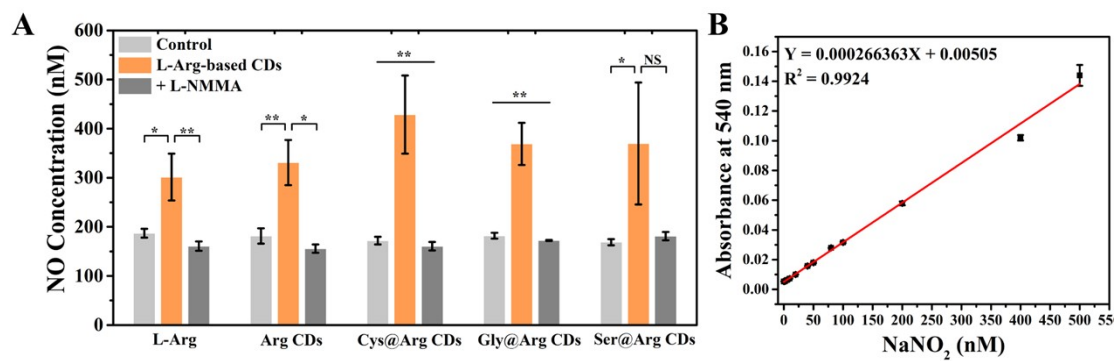 A
NO Concentration (nM)
600
500
400
300
200
100
0
Control
L-Arg-based CDs
+ L-NMMA
*
**
**
*
**
**
*
NS
L-Arg
Arg CDs
Cys@Arg CDs
Gly@Arg CDs
Ser@Arg CDs
B
Absorbance at 540 nm
0.16
0.14
0.12
0.10
0.08
0.06
0.04
0.02
0.00
Y = 0.000266363X + 0.00505
R² = 0.9924
0 50 100 150 200 250 300 350 400 450 500 55
NaNO₂ (nM)